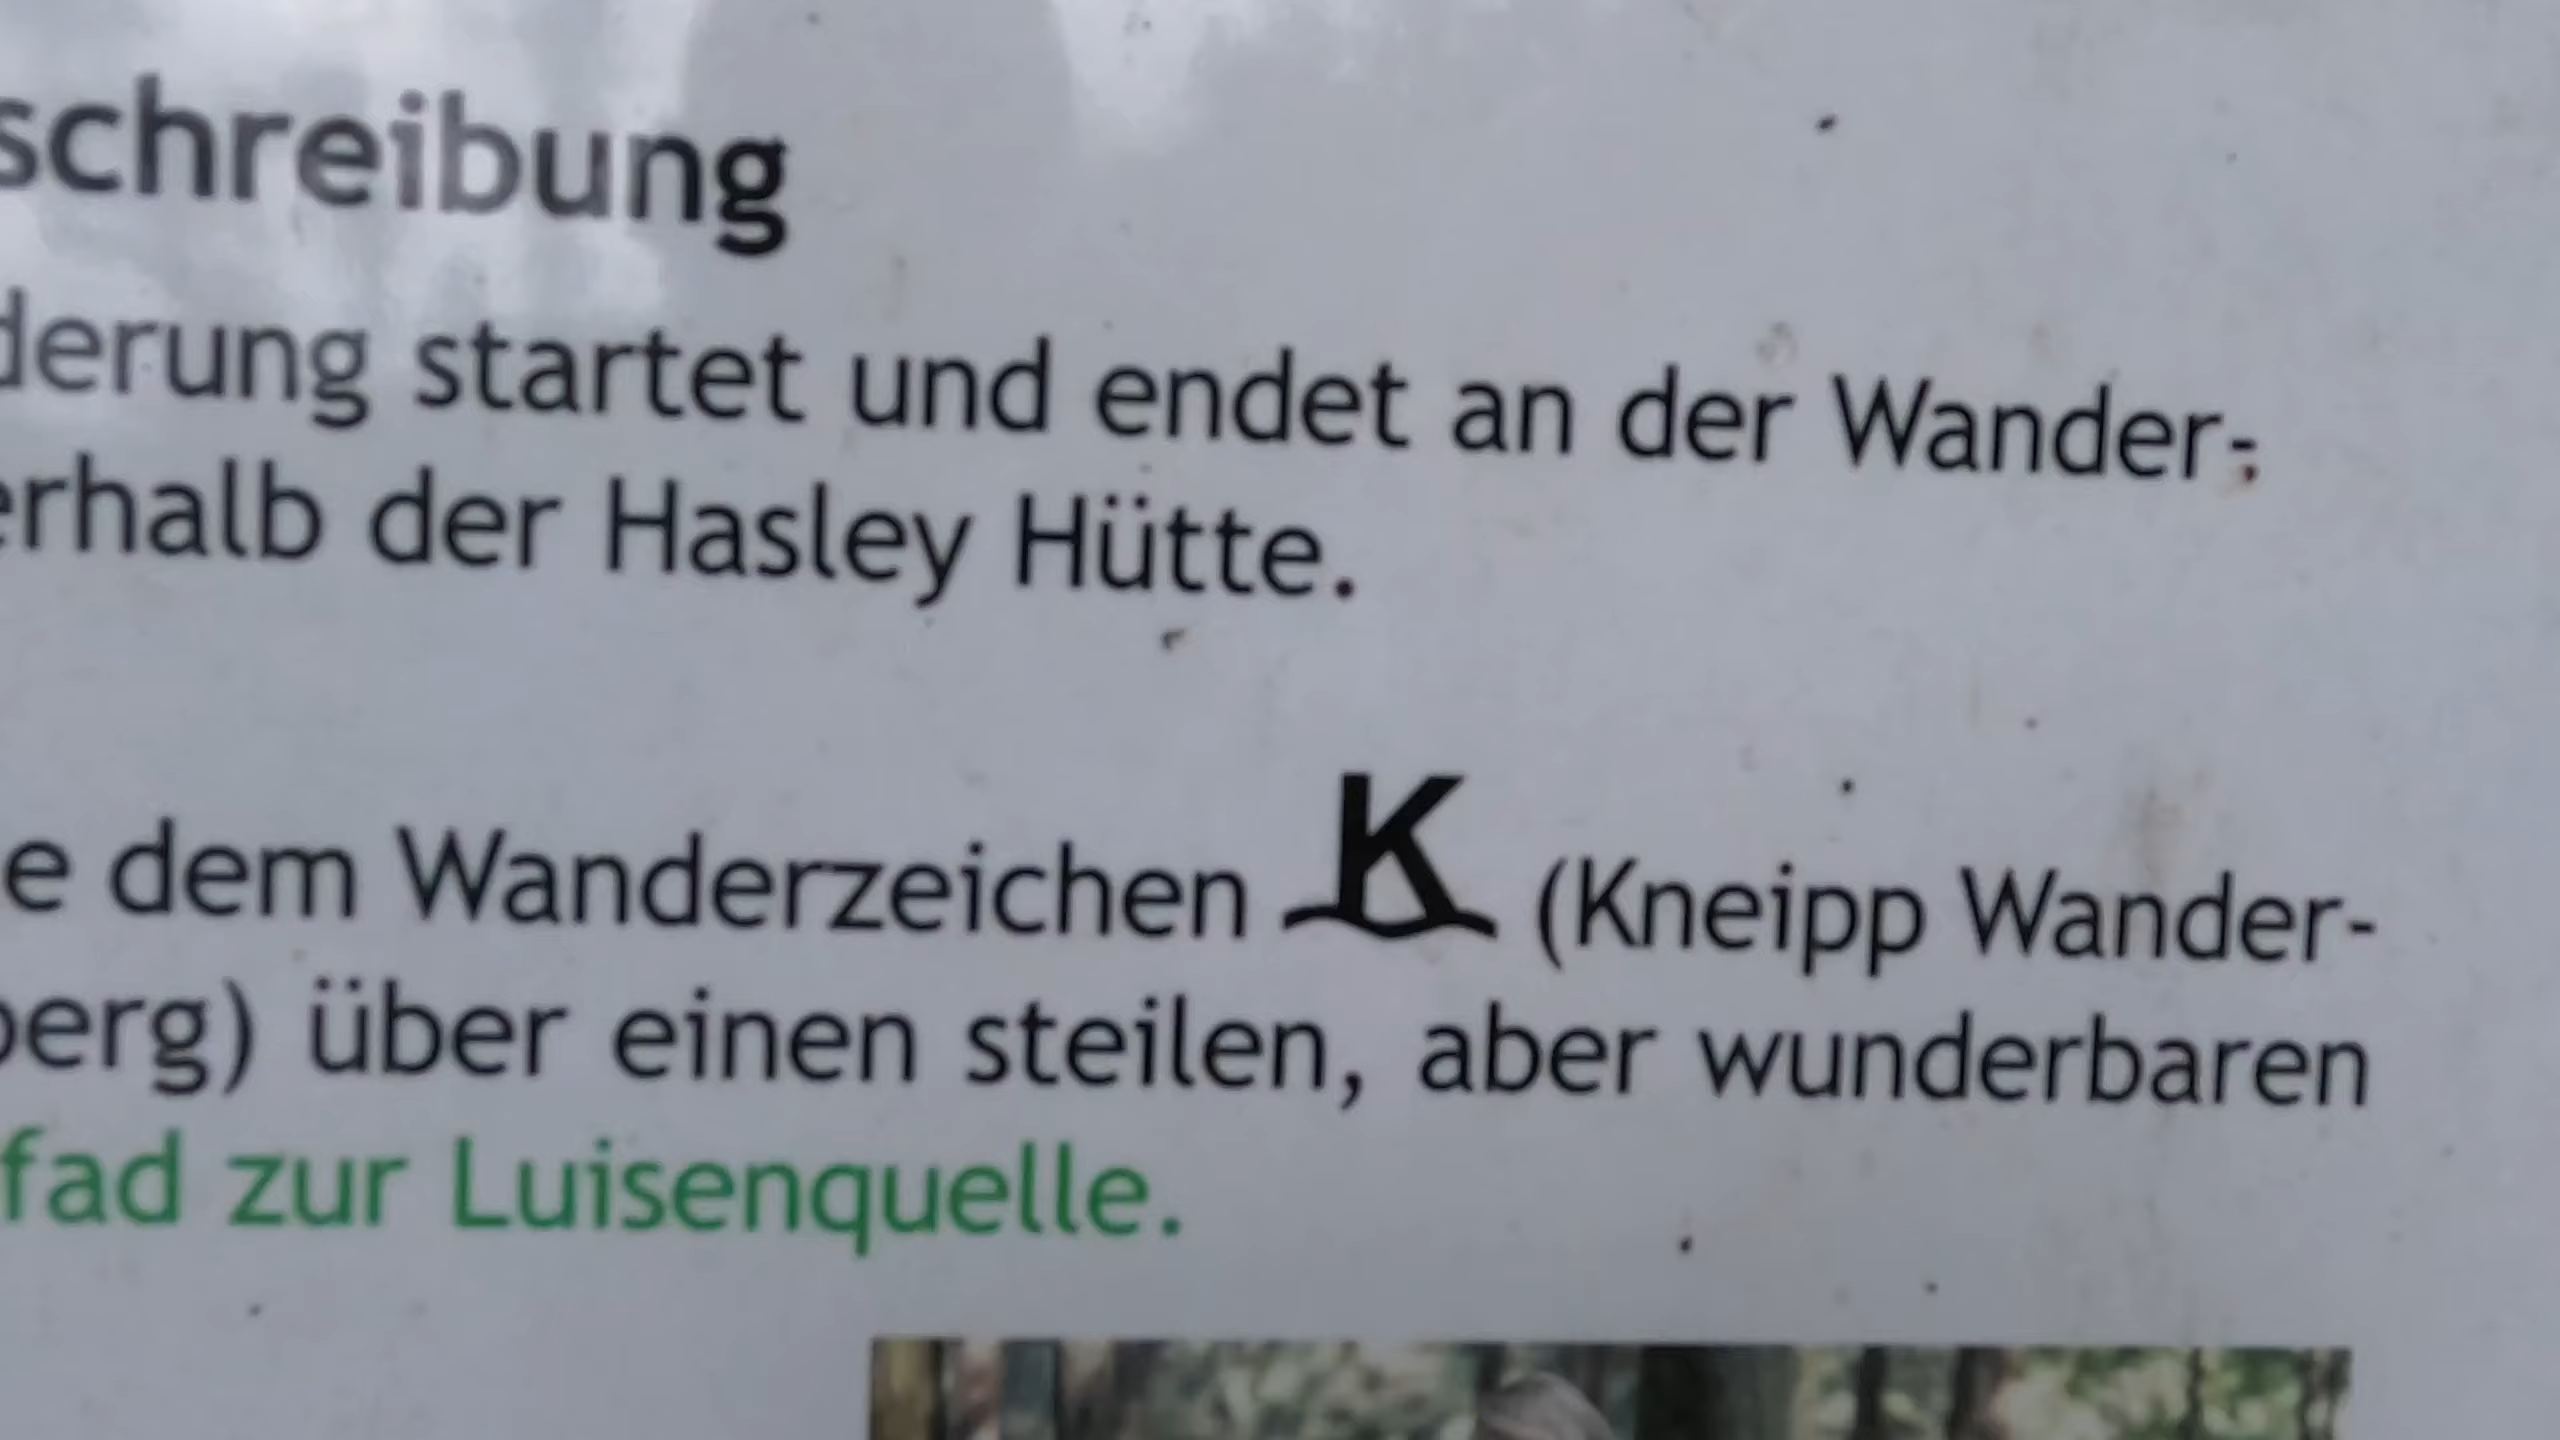 schreibung
derung startet und endet an der Wander-
erhalb der Hasley Hütte.
e dem Wanderzeichen K (Kneipp Wander-
berg) über einen steilen, aber wunderbaren
fad zur Luisenquelle.